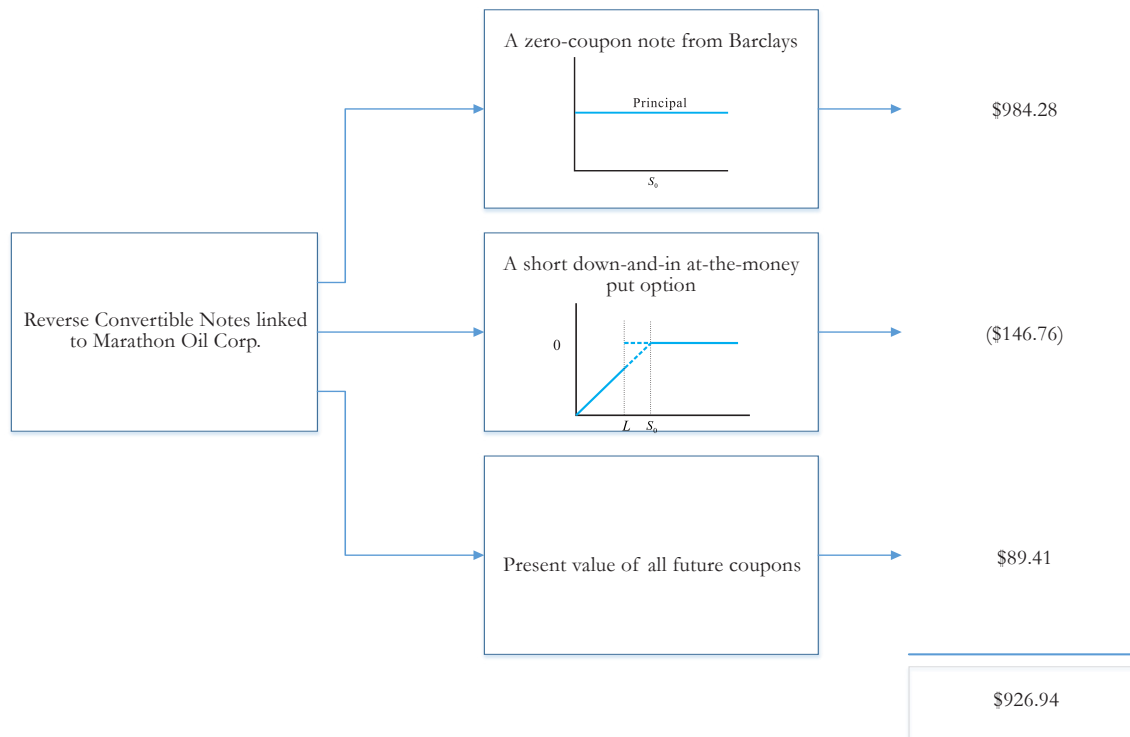 A zero-coupon note from Barclays
Principal
S₀
$984.28
Reverse Convertible Notes linked
to Marathon Oil Corp.
A short down-and-in at-the-money
put option
0
L S₀
($146.76)
Present value of all future coupons
$89.41
$926.94